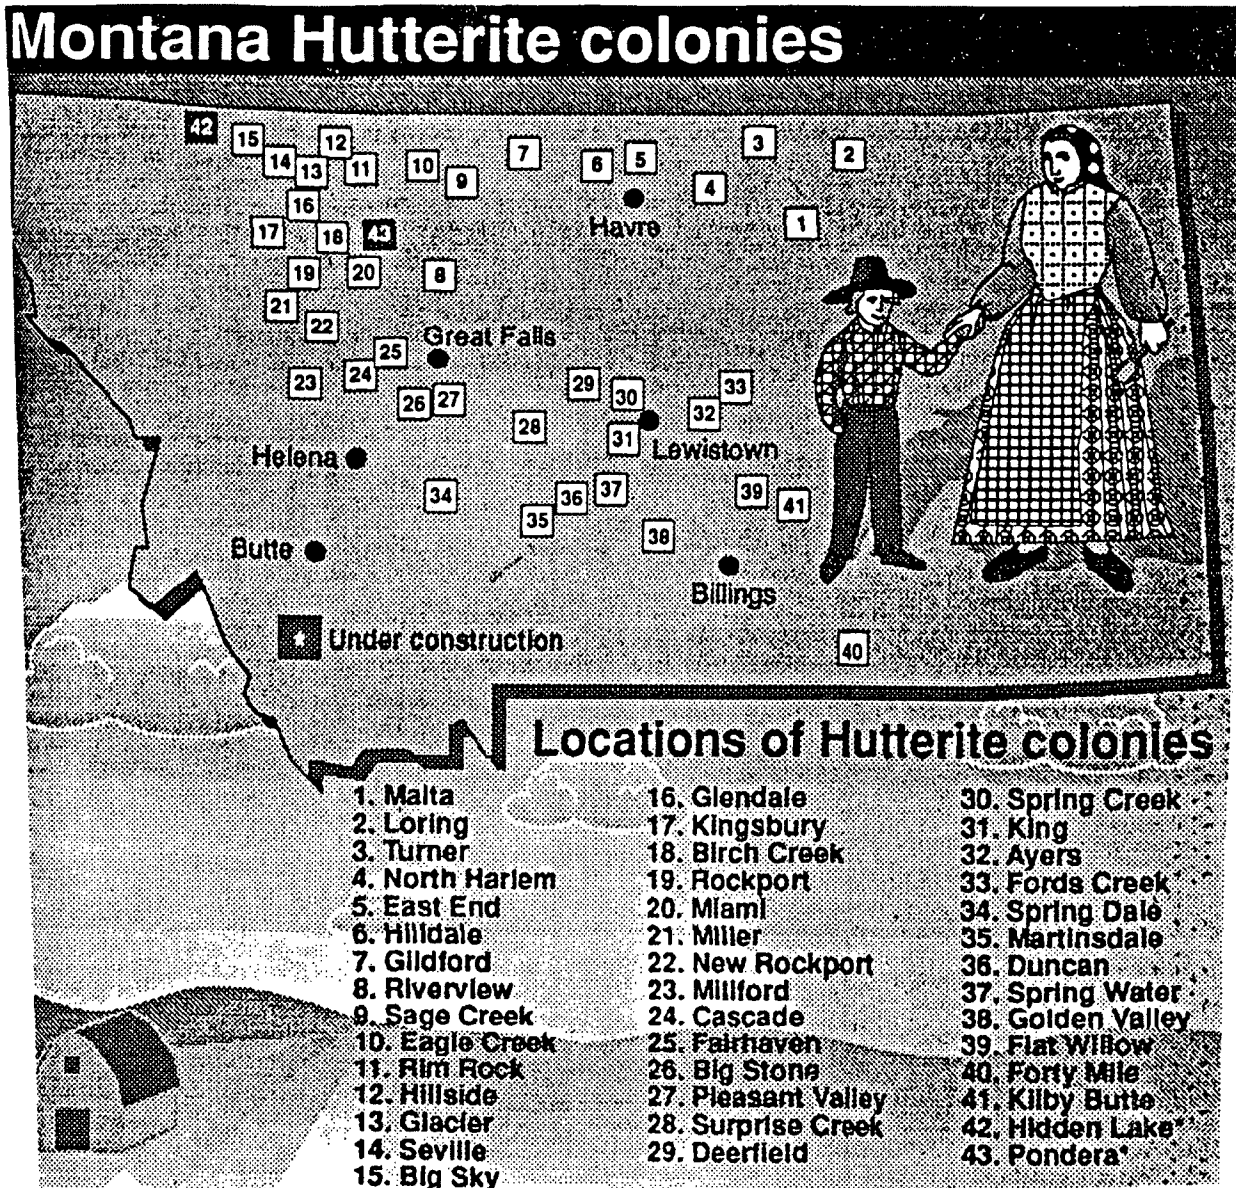 Montana Hutterite colonies
42
15
12
14
13
11
10
9
7
6
5
3
2
4
1
16
17
18
43
19
20
8
21
22
23
24
25
26
27
28
29
30
31
32
33
34
35
36
37
38
39
41
40
Havre
Great Falls
Lewistown
Helena
Butte
Billings
* Under construction
Locations of Hutterite colonies
1. Malta
2. Loring
3. Turner
4. North Harlem
5. East End
6. Hilldale
7. Gildford
8. Riverview
9. Sage Creek
10. Eagle Creek
11. Rim Rock
12. Hillside
13. Glacier
14. Seville
15. Big Sky
16. Glendale
17. Kingsbury
18. Birch Creek
19. Rockport
20. Miami
21. Miller
22. New Rockport
23. Millford
24. Cascade
25. Fairhaven
26. Big Stone
27. Pleasant Valley
28. Surprise Creek
29. Deerfield
30. Spring Creek
31. King
32. Ayers
33. Fords Creek
34. Spring Dale
35. Martinsdale
36. Duncan
37. Spring Water
38. Golden Valley
39. Flat Willow
40. Forty Mile
41. Kilby Butte
42. Hidden Lake*
43. Pondera*